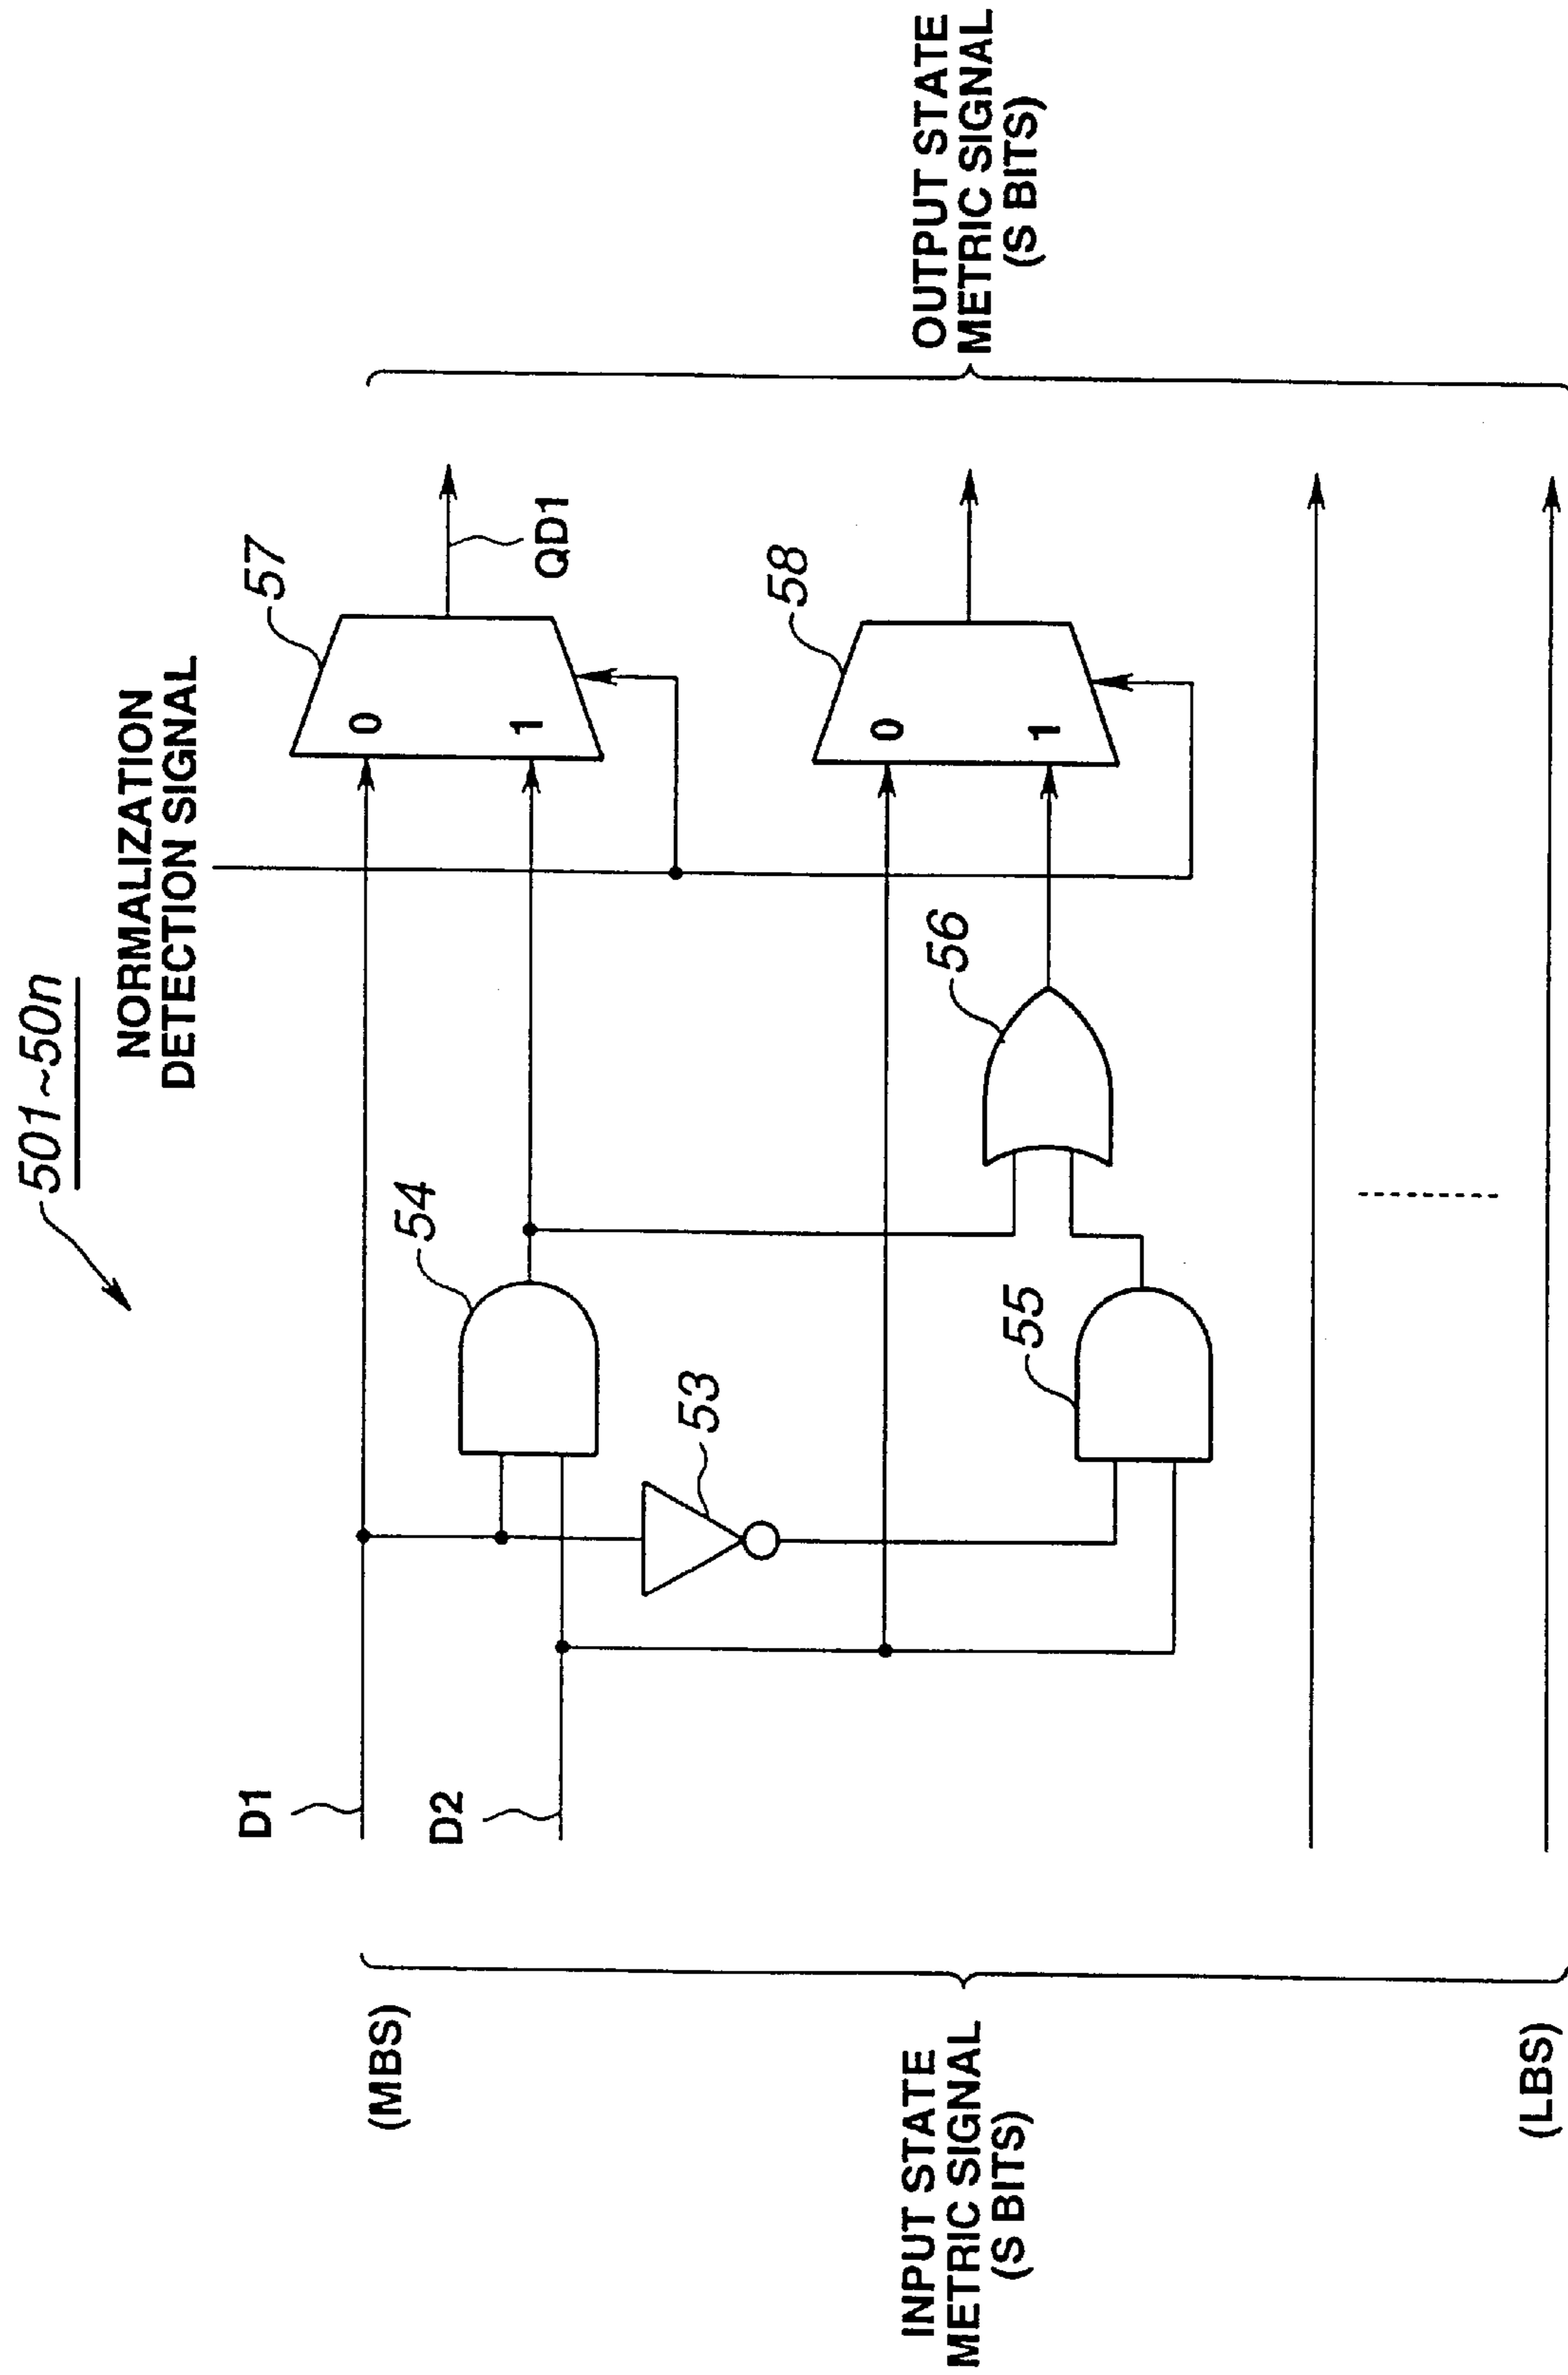 501~50n
NORMALIZATION
DETECTION SIGNAL
D1
D2
(MBS)
INPUT STATE
METRIC SIGNAL
(S BITS)
(LBS)
53
54
55
56
57
0
1
QD1
58
0
1
OUTPUT STATE
METRIC SIGNAL
(S BITS)